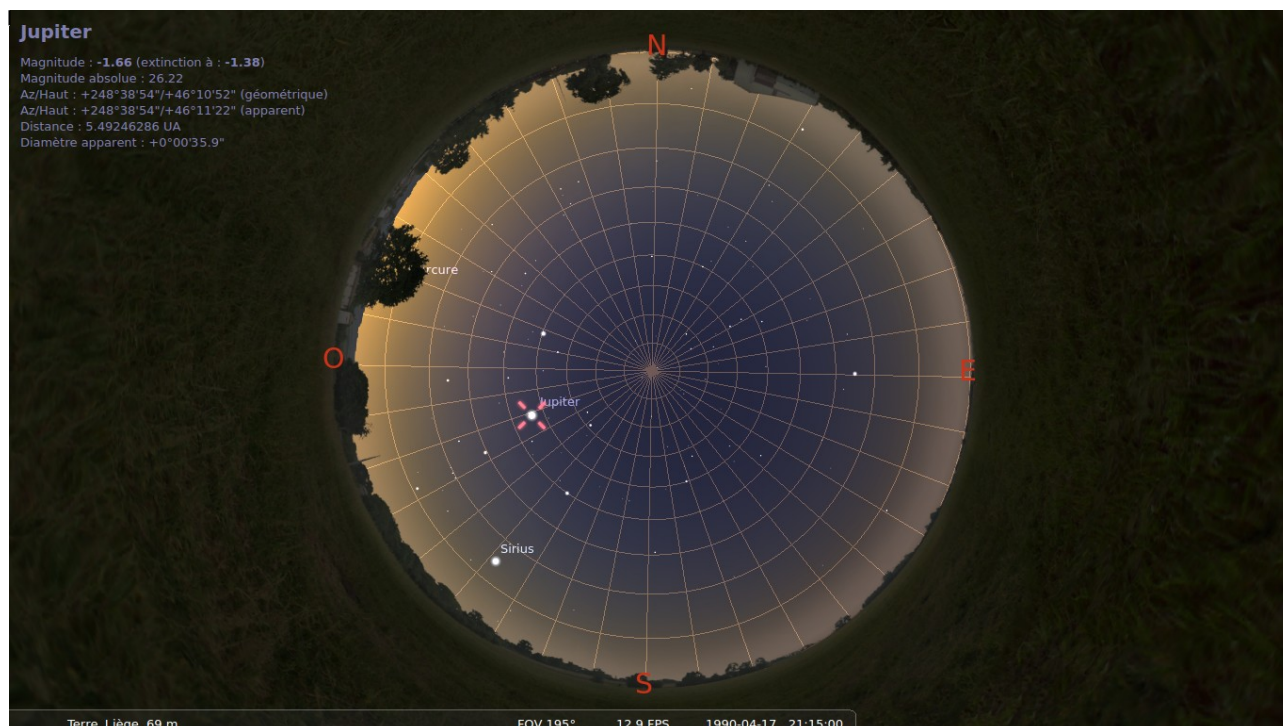 Jupiter
Magnitude : -1.66 (extinction à : -1.38)
Magnitude absolue : 26.22
Az/Haut : +248°38'54"/+46°10'52" (géométrique)
Az/Haut : +248°38'54"/+46°11'22" (apparent)
Distance : 5.49246286 UA
Diamètre apparent : +0°00'35.9"
N
rcure
O
E
Jupiter
Sirius
S
Terre, Liège, 69 m FOV 195° 12.9 FPS 1990-04-17 21:15:00